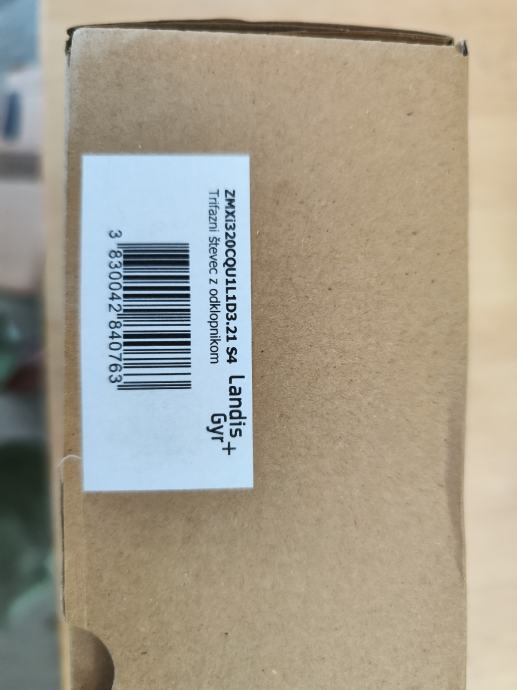 ZMXi320CQU1L1D3.21 S4
Trifazni števec z odklopnikom
Landis+
Gyr
3 830042 840763